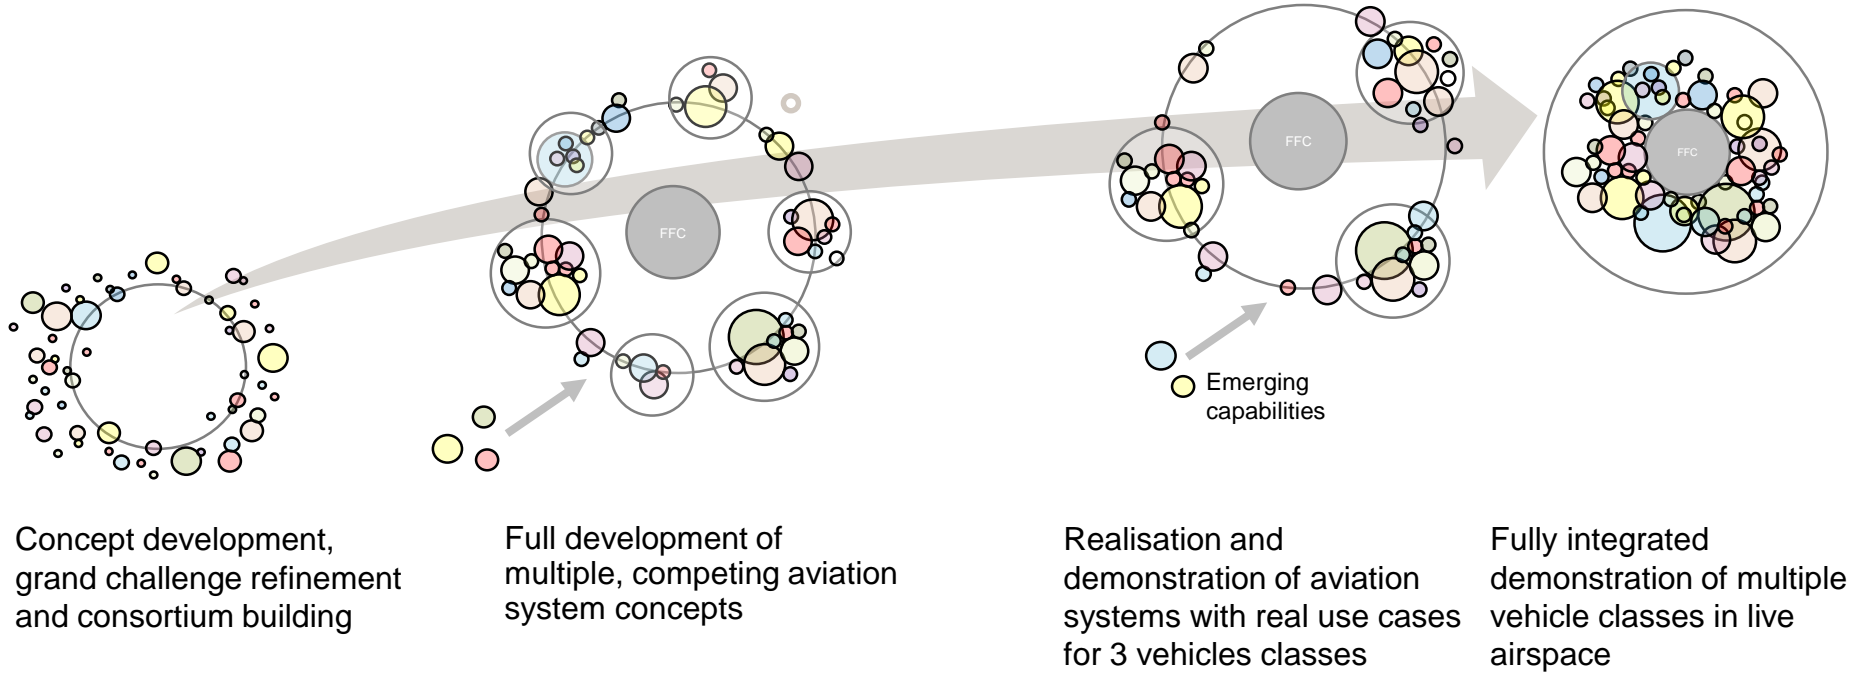 FFC
FFC
FFC
Emerging
capabilities
Concept development,
grand challenge refinement
and consortium building
Full development of
multiple, competing aviation
system concepts
Realisation and
demonstration of aviation
systems with real use cases
for 3 vehicles classes
Fully integrated
demonstration of multiple
vehicle classes in live
airspace